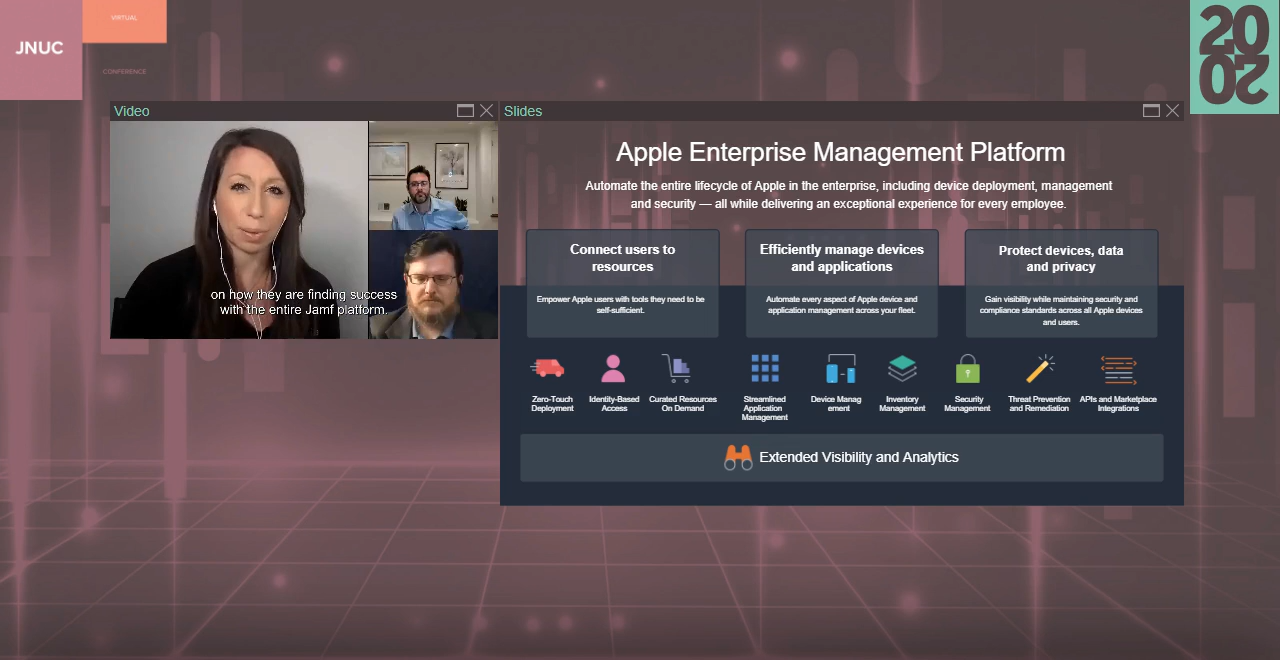 JNUC
VIRTUAL
CONFERENCE
20
20
Video
Slides
on how they are finding success
with the entire Jamf platform.
Apple Enterprise Management Platform
Automate the entire lifecycle of Apple in the enterprise, including device deployment, management
and security — all while delivering an exceptional experience for every employee.
Connect users to
resources
Empower Apple users with tools they need to be
self-sufficient.
Efficiently manage devices
and applications
Automate every aspect of Apple device and
application management across your fleet.
Protect devices, data
and privacy
Gain visibility while maintaining security and
compliance standards across all Apple devices
and users.
Zero-Touch
Deployment
Identity-Based
Access
Curated Resources
On Demand
Streamlined
Application
Management
Device Manag
ement
Inventory
Management
Security
Management
Threat Prevention
and Remediation
APIs and Marketplace
Integrations
Extended Visibility and Analytics